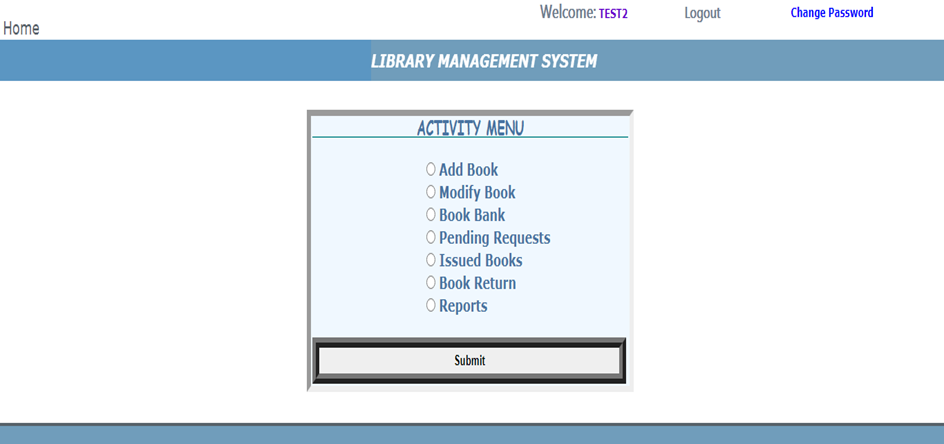 Welcome: TEST2 Logout Change Password
Home
LIBRARY MANAGEMENT SYSTEM
ACTIVITY MENU
Add Book
Modify Book
Book Bank
Pending Requests
Issued Books
Book Return
Reports
Submit